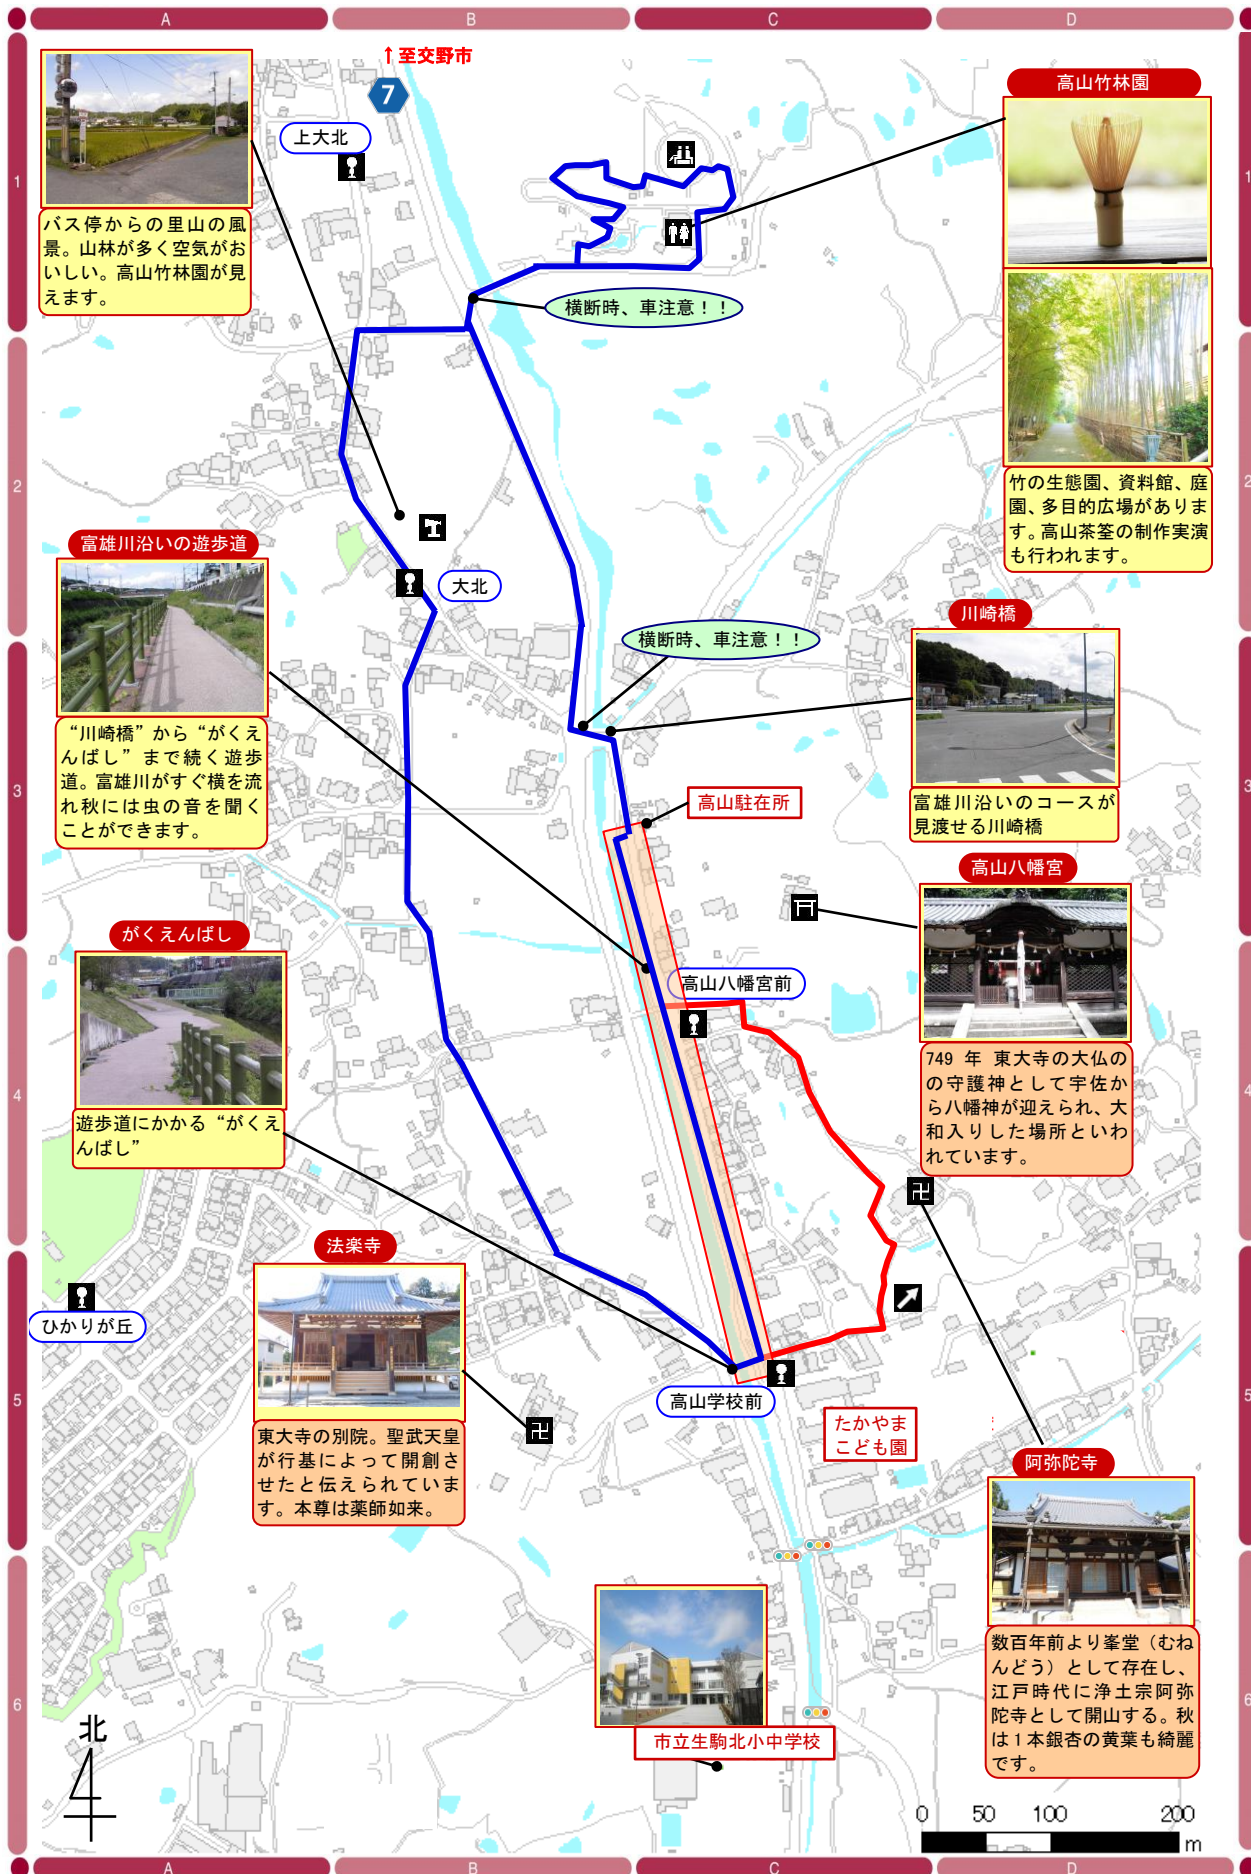 A
B
C
D
↑至交野市
7
上大北
高山竹林園
1
1
バス停からの里山の風
景。山林が多く空気がお
いしい。高山竹林園が見
えます。
横断時、車注意！！
竹の生態園、資料館、庭
園、多目的広場がありま
す。高山茶筌の制作実演
も行われます。
2
2
富雄川沿いの遊歩道
大北
川崎橋
横断時、車注意！！
“川崎橋”から“がくえ
んばし”まで続く遊歩
道。富雄川がすぐ横を流
れ秋には虫の音を聞く
ことができます。
3
3
高山駐在所
富雄川沿いのコースが
見渡せる川崎橋
高山八幡宮
がくえんばし
高山八幡宮前
749 年 東大寺の大仏の
の守護神として宇佐か
ら八幡神が迎えられ、大
和入りした場所といわ
れています。
4
4
遊歩道にかかる“がくえ
んばし”
法楽寺
ひかりが丘
東大寺の別院。聖武天皇
が行基によって開創さ
せたと伝えられていま
す。本尊は薬師如来。
5
5
高山学校前
たかやま
こども園
阿弥陀寺
数百年前より峯堂（むね
んどう）として存在し、
江戸時代に浄土宗阿弥
陀寺として開山する。秋
は１本銀杏の黄葉も綺麗
です。
6
6
市立生駒北小中学校
北
0 50 100 200
m
A
B
C
D